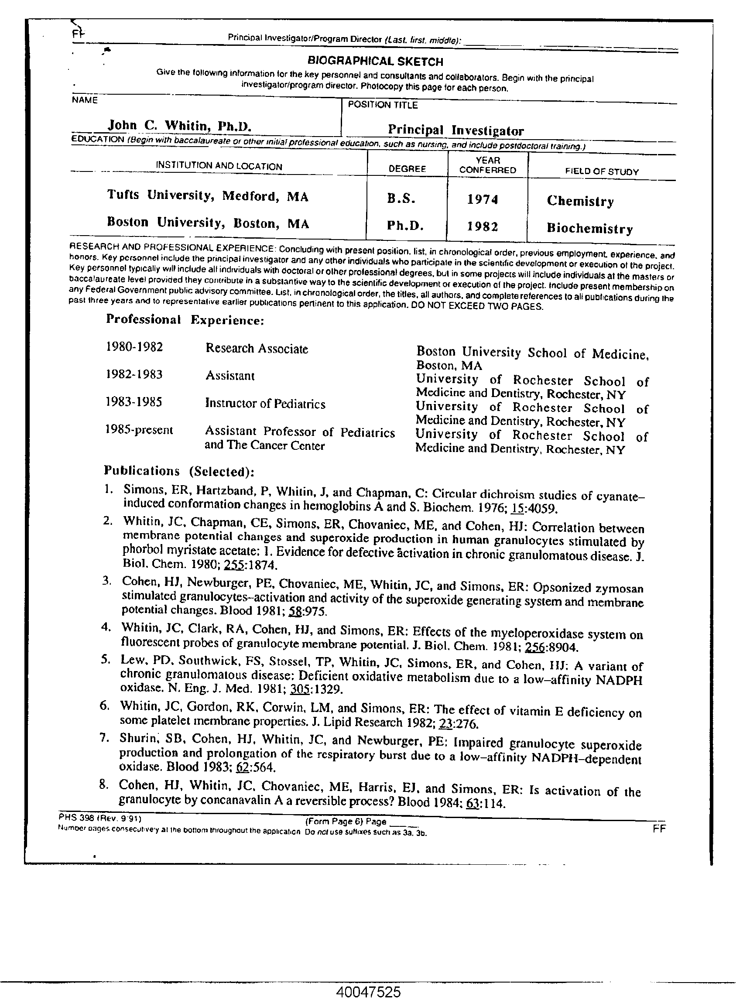 FF
Principal Investigator/Program Director (Last, first, middle):
BIOGRAPHICAL SKETCH
Give the following information for the key personnel and consultants and collaborators. Begin with the principal
investigator/program director. Photocopy this page for each person.
NAME
POSITION TITLE
John C. Whitin, Ph.D.
Principal Investigator
EDUCATION (Begin with baccalaureate or other initial professional education, such as nursing, and include postdoctoral training.)
INSTITUTION AND LOCATION
DEGREE
YEAR
CONFERRED
FIELD OF STUDY
Tufts University, Medford, MA
B.S.
1974
Chemistry
Boston University, Boston, MA
Ph.D.
1982
Biochemistry
RESEARCH AND PROFESSIONAL EXPERIENCE: Concluding with present position, list, in chronological order, previous employment, experience, and
honors. Key personnel include the principal investigator and any other individuals who participate in the scientific development or execution of the project.
Key personnel typically will include all individuals with doctoral or other professional degrees, but in some projects will include individuals at the masters or
baccalaureate level provided they contribute in a substantive way to the scientific development or execution of the project. Include present membership on
any Federal Government public advisory committee. List, in chronological order, the titles, all authors, and complete references to all publications during the
past three years and to representative earlier publications pertinent to this application. DO NOT EXCEED TWO PAGES.
Professional Experience:
1980-1982 Research Associate Boston University School of Medicine,
Boston, MA
1982-1983 Assistant University of Rochester School of
Medicine and Dentistry, Rochester, NY
1983-1985 Instructor of Pediatrics University of Rochester School of
Medicine and Dentistry, Rochester, NY
1985-present Assistant Professor of Pediatrics University of Rochester School of
and The Cancer Center Medicine and Dentistry, Rochester, NY
Publications (Selected):
1. Simons, ER, Hartzband, P, Whitin, J, and Chapman, C: Circular dichroism studies of cyanate-
induced conformation changes in hemoglobins A and S. Biochem. 1976; 15:4059.
2. Whitin, JC, Chapman, CE, Simons, ER, Chovaniec, ME, and Cohen, HJ: Correlation between
membrane potential changes and superoxide production in human granulocytes stimulated by
phorbol myristate acetate; 1. Evidence for defective activation in chronic granulomatous disease. J.
Biol. Chem. 1980; 255:1874.
3. Cohen, HJ, Newburger, PE, Chovaniec, ME, Whitin, JC, and Simons, ER: Opsonized zymosan
stimulated granulocytes-activation and activity of the superoxide generating system and membrane
potential changes. Blood 1981; 58:975.
4. Whitin, JC, Clark, RA, Cohen, HJ, and Simons, ER: Effects of the myeloperoxidase system on
fluorescent probes of granulocyte membrane potential. J. Biol. Chem. 1981; 256:8904.
5. Lew, PD, Southwick, FS, Stossel, TP, Whitin, JC, Simons, ER, and Cohen, HJ: A variant of
chronic granulomatous disease: Deficient oxidative metabolism due to a low-affinity NADPH
oxidase. N. Eng. J. Med. 1981; 305:1329.
6. Whitin, JC, Gordon, RK, Corwin, LM, and Simons, ER: The effect of vitamin E deficiency on
some platelet membrane properties. J. Lipid Research 1982; 23:276.
7. Shurin, SB, Cohen, HJ, Whitin, JC, and Newburger, PE: Impaired granulocyte superoxide
production and prolongation of the respiratory burst due to a low-affinity NADPH-dependent
oxidase. Blood 1983; 62:564.
8. Cohen, HJ, Whitin, JC, Chovaniec, ME, Harris, EJ, and Simons, ER: Is activation of the
granulocyte by concanavalin A a reversible process? Blood 1984; 63:114.
PHS 398 (Rev. 9/91) (Form Page 6) Page
Number pages consecutively at the bottom throughout the application. Do not use suffixes such as 3a, 3b.
FF
40047525